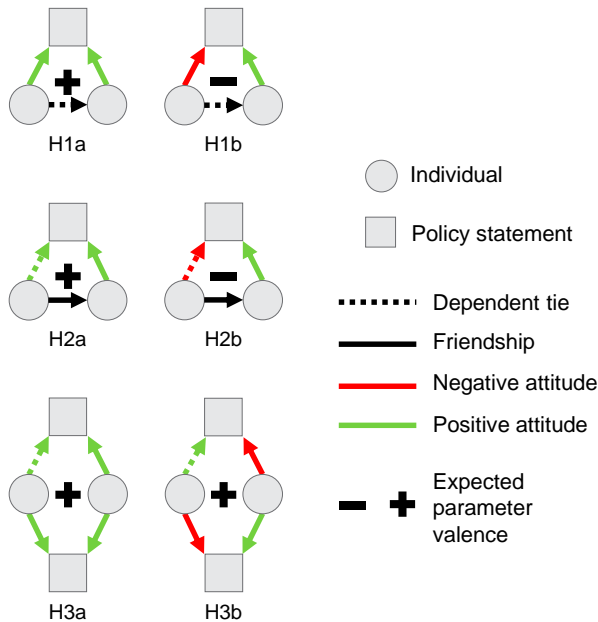 H1a
H1b
Individual
Policy statement
H2a
H2b
Dependent tie
Friendship
Negative attitude
Positive attitude
Expected
parameter
valence
H3a
H3b